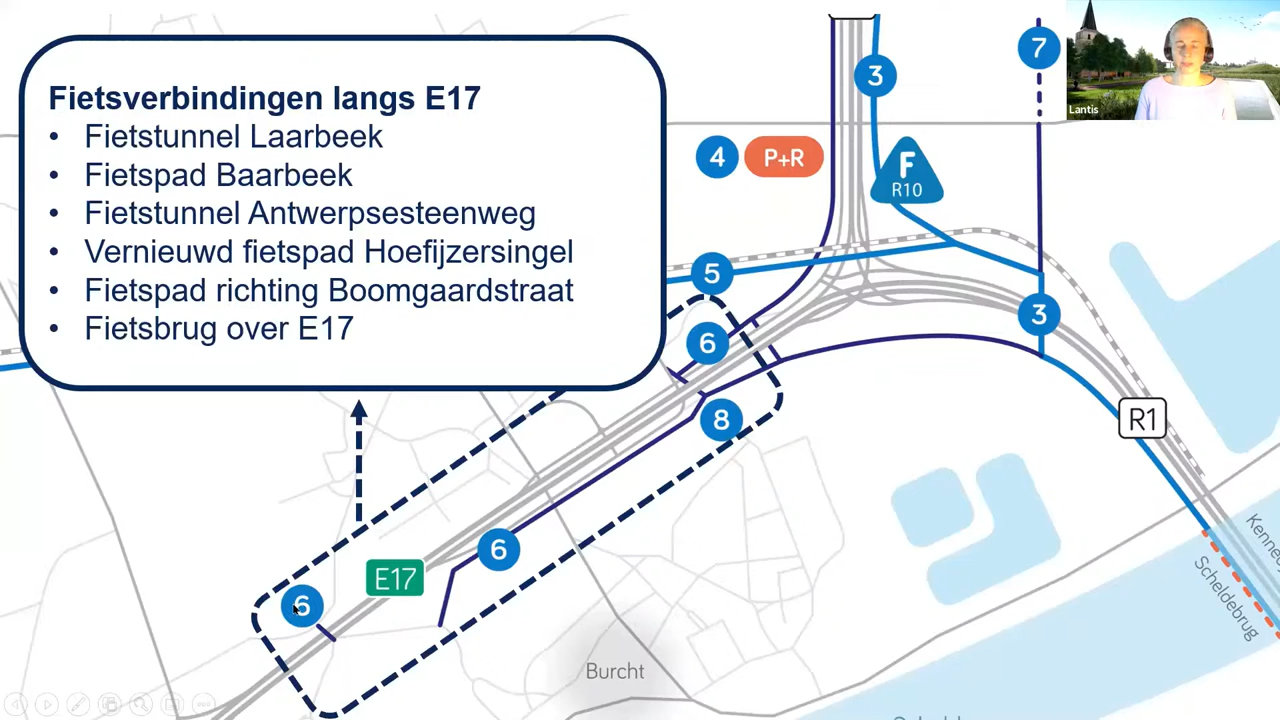 Fietsverbindingen langs E17
• Fietstunnel Laarbeek
• Fietspad Baarbeek
• Fietstunnel Antwerpsesteenweg
• Vernieuwd fietspad Hoefijzersingel
• Fietspad richting Boomgaardstraat
• Fietsbrug over E17
3
7
Lantis
4 P+R
F
R10
5
3
6
8
R1
6
E17
6
Scheldebrug
Burcht